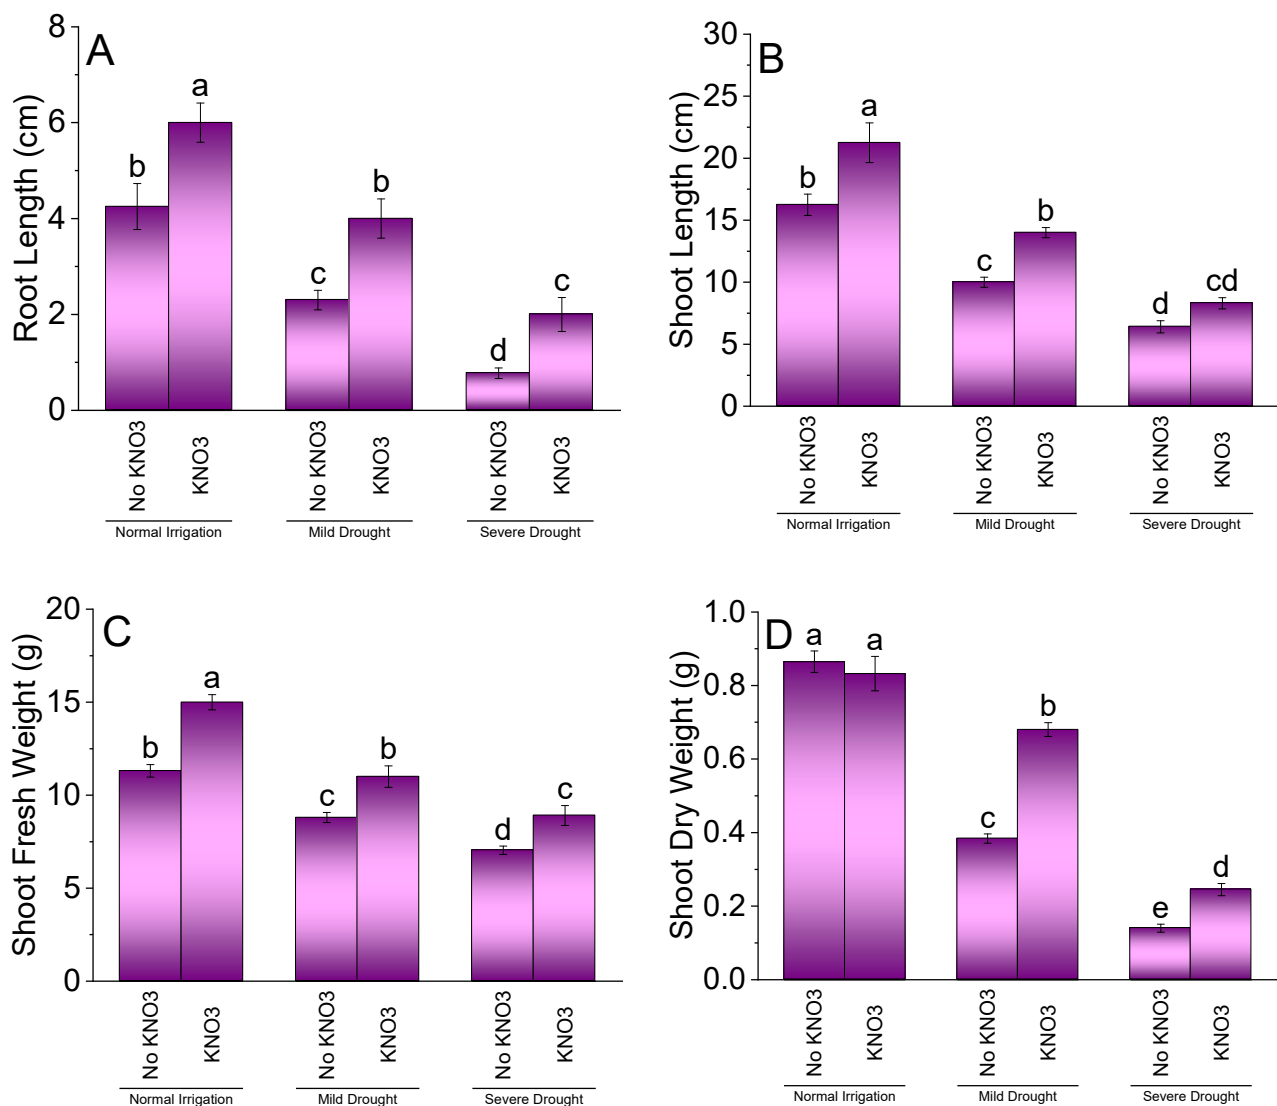 A
Root Length (cm)
8
6
4
2
0
b
a
c
b
d
c
No KNO3
KNO3
No KNO3
KNO3
No KNO3
KNO3
Normal Irrigation
Mild Drought
Severe Drought
B
Shoot Length (cm)
30
25
20
15
10
5
0
b
a
c
b
d
cd
No KNO3
KNO3
No KNO3
KNO3
No KNO3
KNO3
Normal Irrigation
Mild Drought
Severe Drought
C
Shoot Fresh Weight (g)
20
15
10
5
0
b
a
c
b
d
c
No KNO3
KNO3
No KNO3
KNO3
No KNO3
KNO3
Normal Irrigation
Mild Drought
Severe Drought
D
Shoot Dry Weight (g)
1.0
0.8
0.6
0.4
0.2
0.0
a
a
c
b
e
d
No KNO3
KNO3
No KNO3
KNO3
No KNO3
KNO3
Normal Irrigation
Mild Drought
Severe Drought